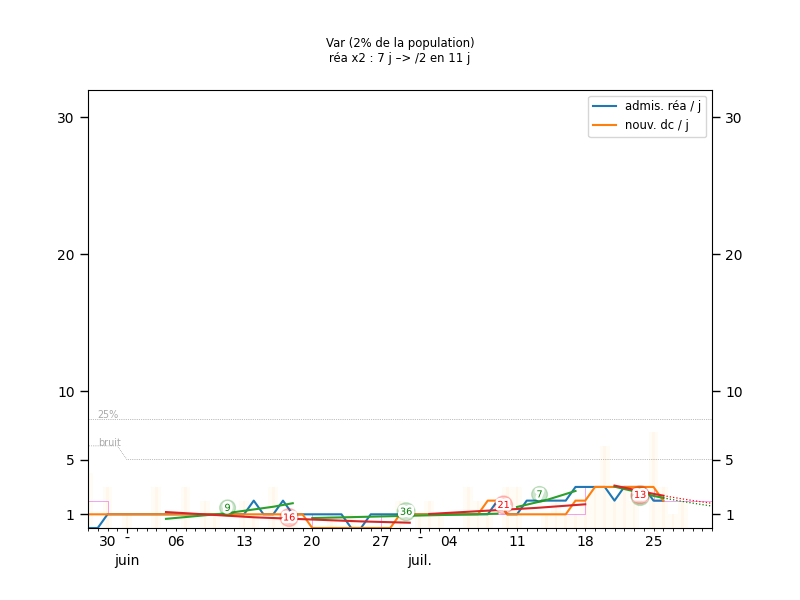 Var (2% de la population)
réa x2 : 7 j –> /2 en 11 j
admis. réa / j
nouv. dc / j
30 30
20 20
10 10
25%
bruit
5 5
1 1
9 16 36 21 7 13
30 - 06 13 20 27 - 04 11 18 25
juin juil.